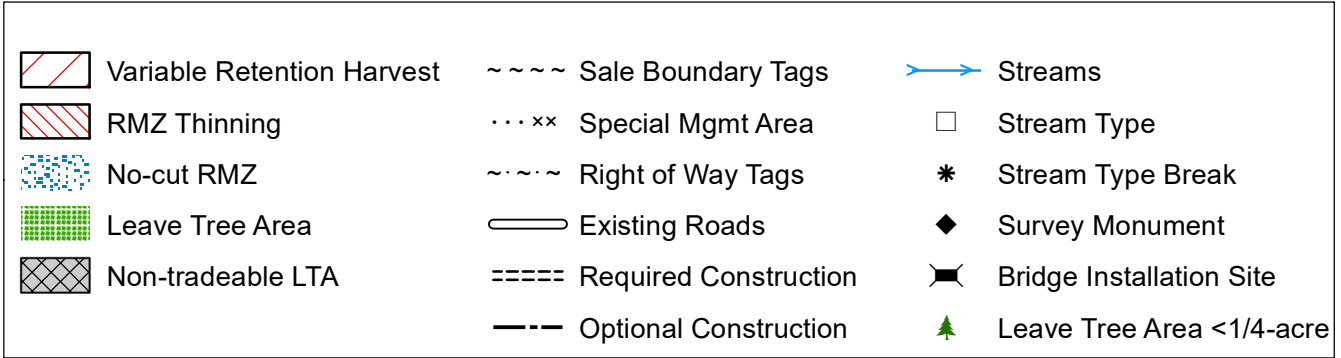 Variable Retention Harvest
RMZ Thinning
No-cut RMZ
Leave Tree Area
Non-tradeable LTA
Sale Boundary Tags
Special Mgmt Area
Right of Way Tags
Existing Roads
Required Construction
Optional Construction
Streams
Stream Type
Stream Type Break
Survey Monument
Bridge Installation Site
Leave Tree Area <1/4-acre